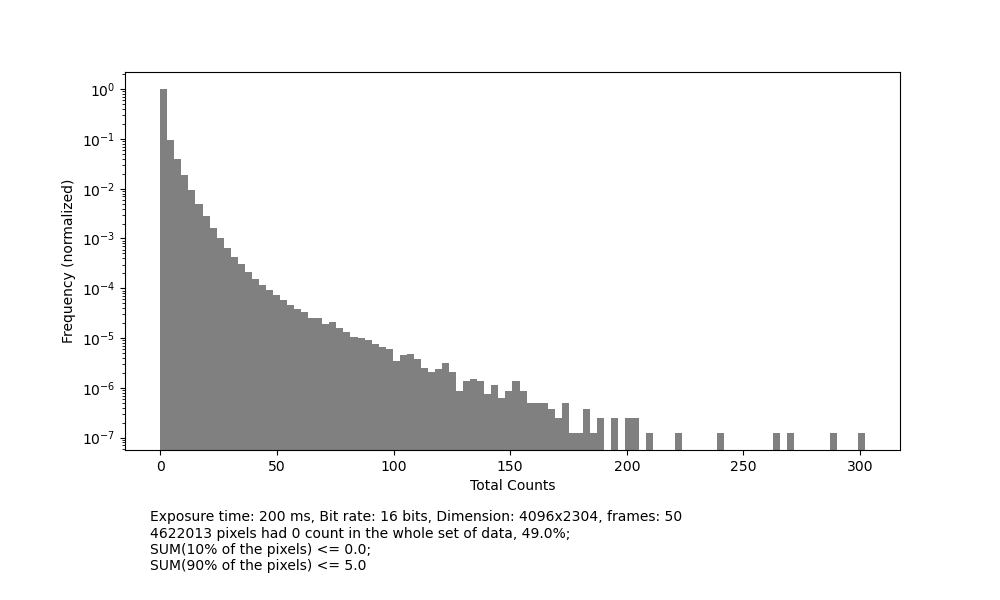 10⁰
10⁻¹
10⁻²
10⁻³
10⁻⁴
10⁻⁵
10⁻⁶
10⁻⁷
Frequency (normalized)
0 50 100 150 200 250 300
Total Counts
Exposure time: 200 ms, Bit rate: 16 bits, Dimension: 4096x2304, frames: 50
4622013 pixels had 0 count in the whole set of data, 49.0%;
SUM(10% of the pixels) <= 0.0;
SUM(90% of the pixels) <= 5.0